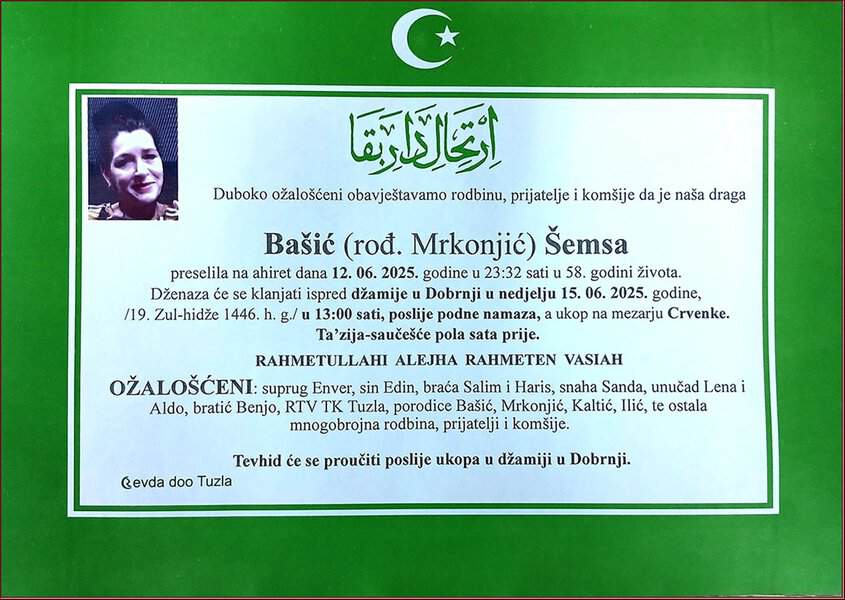 اِرْتِحَالِ دَارِ بَقَا
Duboko ožalošćeni obavještavamo rodbinu, prijatelje i komšije da je naša draga
Bašić (rođ. Mrkonjić) Šemsa
preselila na ahiret dana 12. 06. 2025. godine u 23:32 sati u 58. godini života.
Dženaza će se klanjati ispred džamije u Dobrnji u nedjelju 15. 06. 2025. godine,
/19. Zul-hidže 1446. h. g./ u 13:00 sati, poslije podne namaza, a ukop na mezarju Crvenke.
Ta’zija-saučešće pola sata prije.
RAHMETULLAHI ALEJHA RAHMETEN VASIAH
OŽALOŠĆENI: suprug Enver, sin Edin, braća Salim i Haris, snaha Sanda, unučad Lena i
Aldo, bratić Benjo, RTV TK Tuzla, porodice Bašić, Mrkonjić, Kaltić, Ilić, te ostala
mnogobrojna rodbina, prijatelji i komšije.
Tevhid će se proučiti poslije ukopa u džamiji u Dobrnji.
Ćevda doo Tuzla